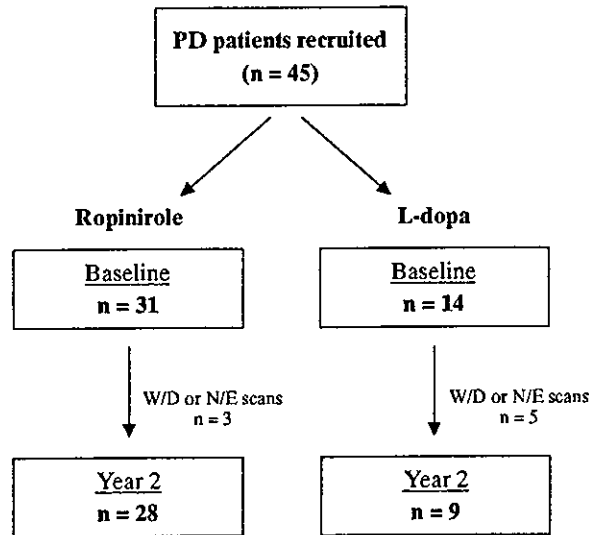 PD patients recruited
(n = 45)
Ropinirole
L-dopa
Baseline
n = 31
Baseline
n = 14
W/D or N/E scans
n = 3
W/D or N/E scans
n = 5
Year 2
n = 28
Year 2
n = 9